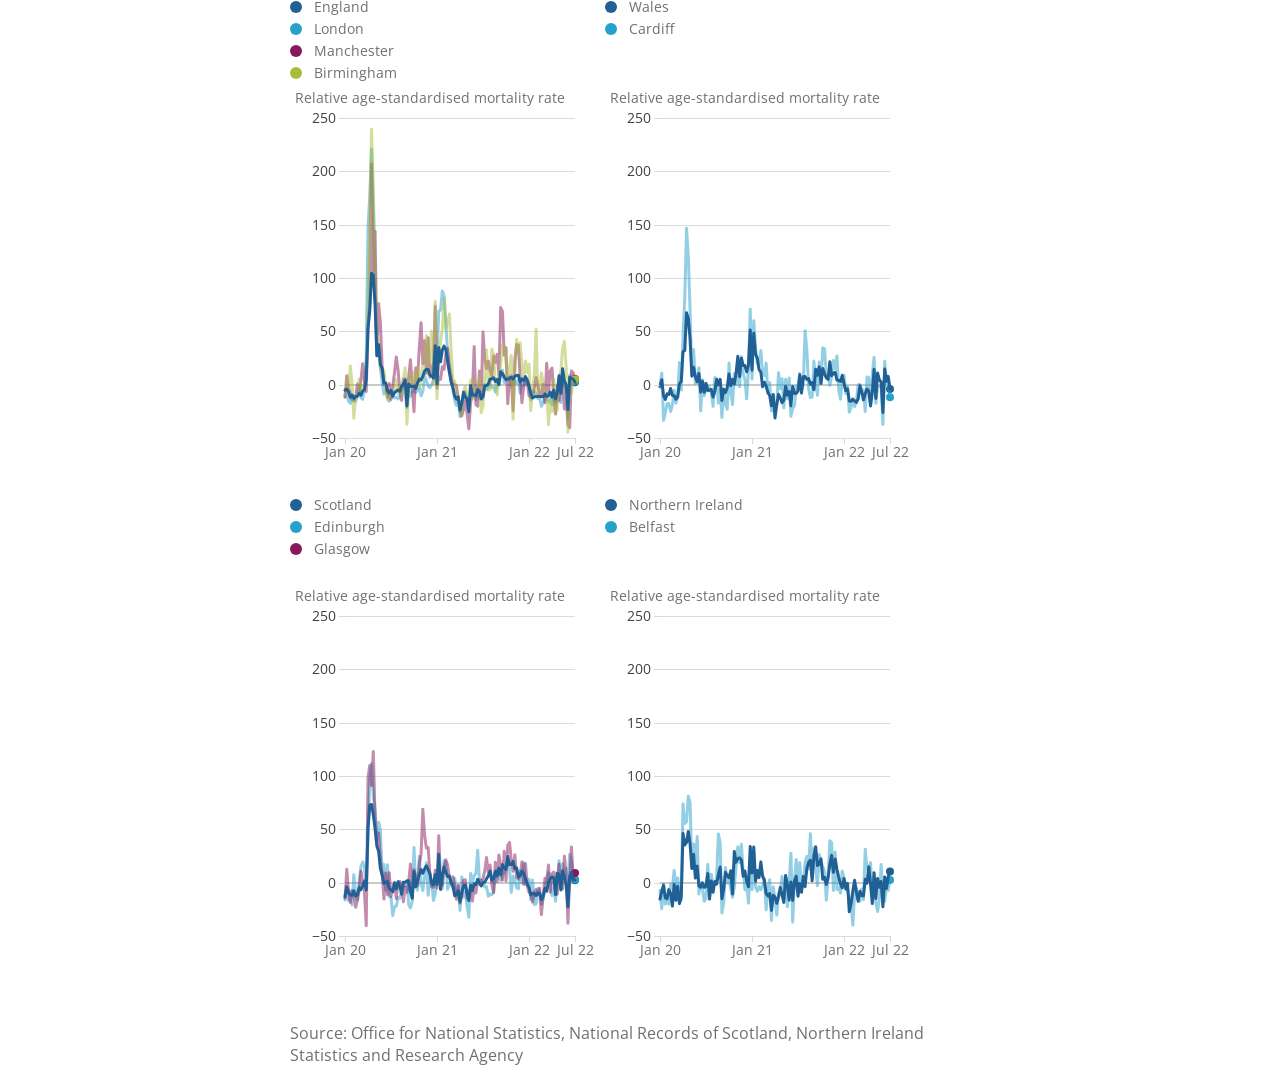 England
London
Manchester
Birmingham
Wales
Cardiff
Relative age-standardised mortality rate
250
200
150
100
50
0
−50
Jan 20
Jan 21
Jan 22
Jul 22
Relative age-standardised mortality rate
250
200
150
100
50
0
−50
Jan 20
Jan 21
Jan 22
Jul 22
Scotland
Edinburgh
Glasgow
Northern Ireland
Belfast
Relative age-standardised mortality rate
250
200
150
100
50
0
−50
Jan 20
Jan 21
Jan 22
Jul 22
Relative age-standardised mortality rate
250
200
150
100
50
0
−50
Jan 20
Jan 21
Jan 22
Jul 22
Source: Office for National Statistics, National Records of Scotland, Northern Ireland
Statistics and Research Agency